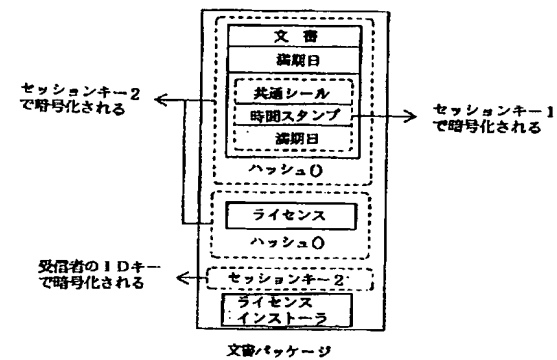 文書
満期日
共通シール
時間スタンプ
満期日
ハッシュ()
セッションキー2
で暗号化される
セッションキー1
で暗号化される
ライセンス
ハッシュ()
受信者のIDキー
で暗号化される
セッションキー2
ライセンス
インストーラ
文書パッケージ